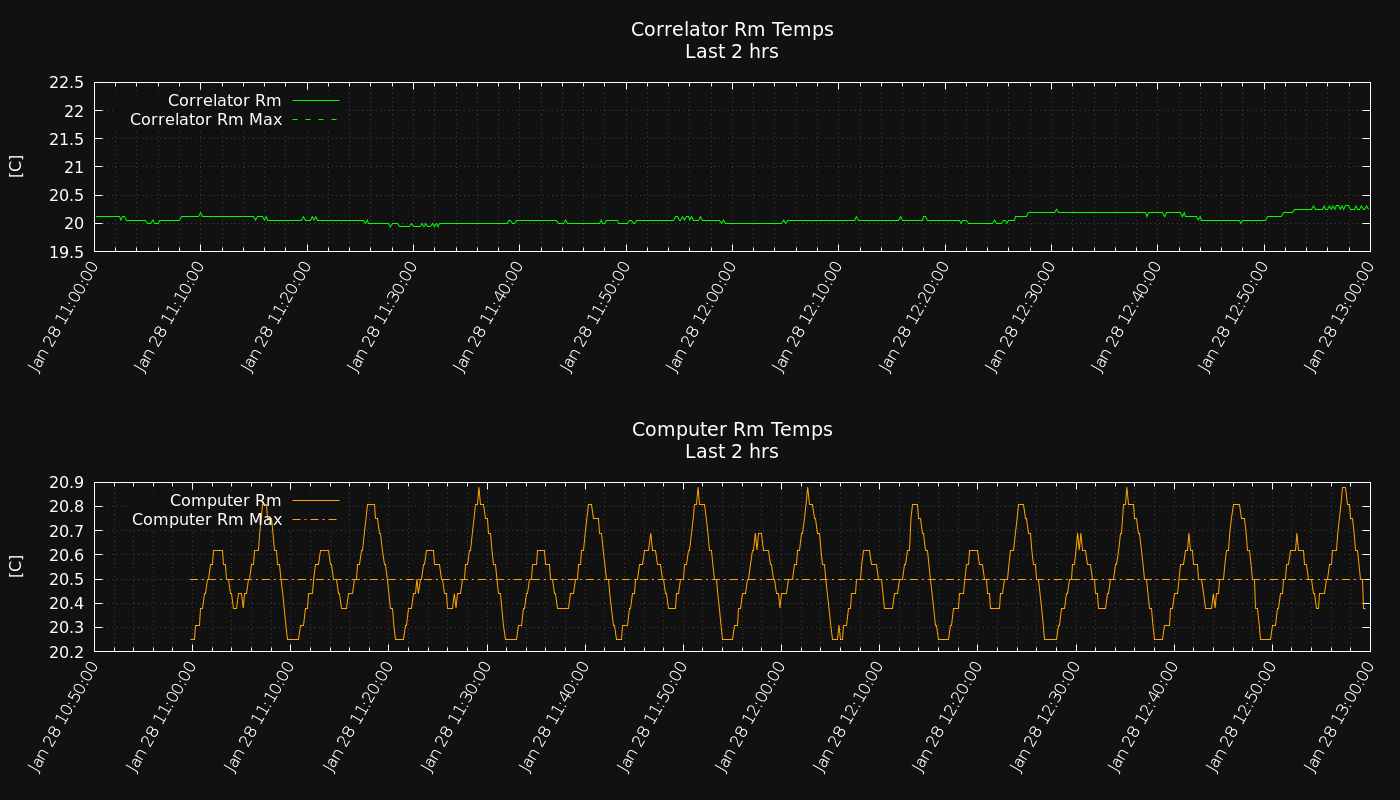 Correlator Rm Temps
Last 2 hrs
22.5
22
21.5
21
20.5
20
19.5
[C]
Correlator Rm
Correlator Rm Max
Jan 28 11:00:00
Jan 28 11:10:00
Jan 28 11:20:00
Jan 28 11:30:00
Jan 28 11:40:00
Jan 28 11:50:00
Jan 28 12:00:00
Jan 28 12:10:00
Jan 28 12:20:00
Jan 28 12:30:00
Jan 28 12:40:00
Jan 28 12:50:00
Jan 28 13:00:00
Computer Rm Temps
Last 2 hrs
20.9
20.8
20.7
20.6
20.5
20.4
20.3
20.2
[C]
Computer Rm
Computer Rm Max
Jan 28 10:50:00
Jan 28 11:00:00
Jan 28 11:10:00
Jan 28 11:20:00
Jan 28 11:30:00
Jan 28 11:40:00
Jan 28 11:50:00
Jan 28 12:00:00
Jan 28 12:10:00
Jan 28 12:20:00
Jan 28 12:30:00
Jan 28 12:40:00
Jan 28 12:50:00
Jan 28 13:00:00